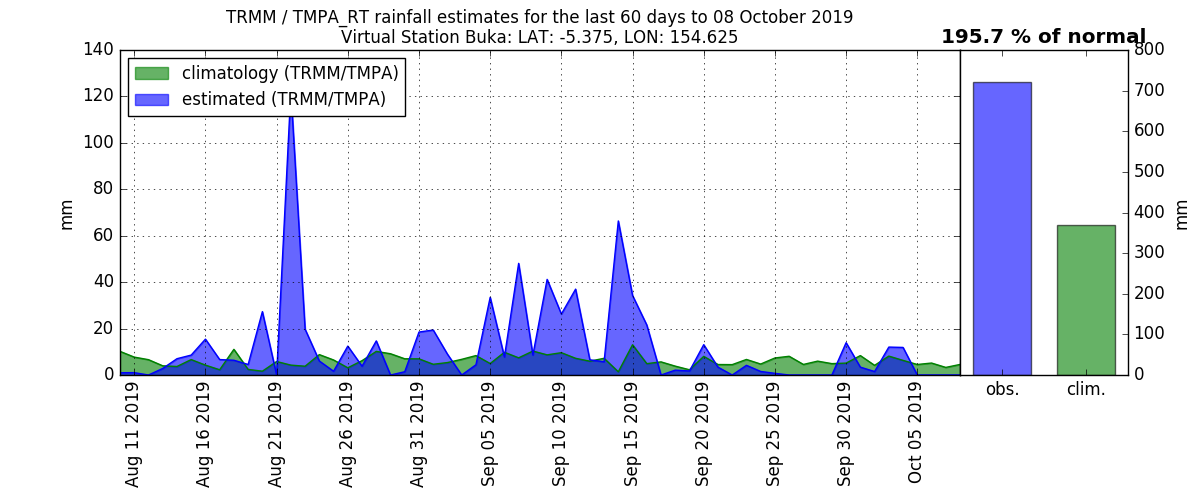 TRMM / TMPA_RT rainfall estimates for the last 60 days to 08 October 2019
Virtual Station Buka: LAT: -5.375, LON: 154.625
195.7 % of normal
climatology (TRMM/TMPA)
estimated (TRMM/TMPA)
mm
140
120
100
80
60
40
20
0
Aug 11 2019
Aug 16 2019
Aug 21 2019
Aug 26 2019
Aug 31 2019
Sep 05 2019
Sep 10 2019
Sep 15 2019
Sep 20 2019
Sep 25 2019
Sep 30 2019
Oct 05 2019
obs.
clim.
800
700
600
500
400
300
200
100
0
mm